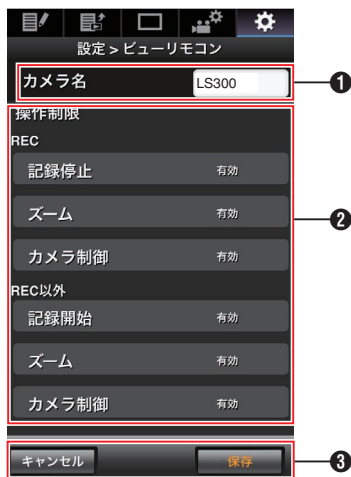 設定 > ビューリモコン
カメラ名 LS300 ❶
操作制限
REC
記録停止 有効
ズーム 有効 ❷
カメラ制御 有効
REC以外
記録開始 有効
ズーム 有効
カメラ制御 有効
キャンセル 保存 ❸